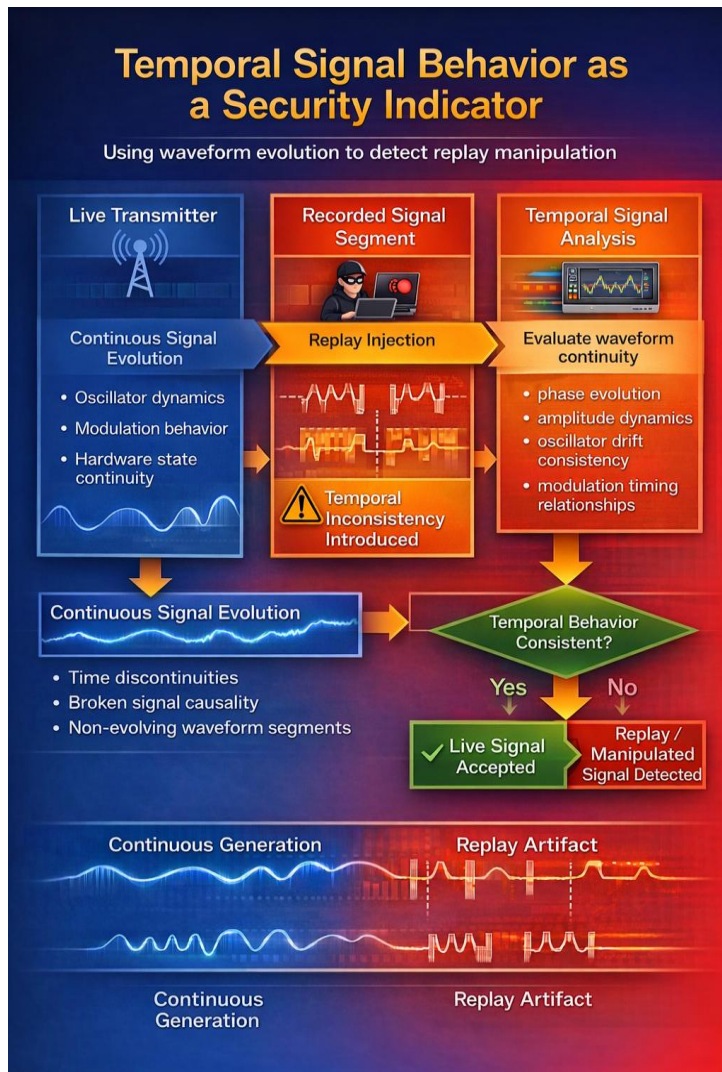 Temporal Signal Behavior as
a Security Indicator
Using waveform evolution to detect replay manipulation
Live Transmitter
Continuous Signal
Evolution
• Oscillator dynamics
• Modulation behavior
• Hardware state
continuity
Recorded Signal
Segment
Replay Injection
Temporal
Inconsistency
Introduced
Temporal Signal
Analysis
Evaluate waveform
continuity
• phase evolution
• amplitude dynamics
• oscillator drift
consistency
• modulation timing
relationships
Continuous Signal Evolution
• Time discontinuities
• Broken signal causality
• Non-evolving waveform segments
Temporal Behavior
Consistent?
Yes
No
Live Signal
Accepted
Replay /
Manipulated
Signal Detected
Continuous Generation
Replay Artifact
Continuous
Generation
Replay Artifact